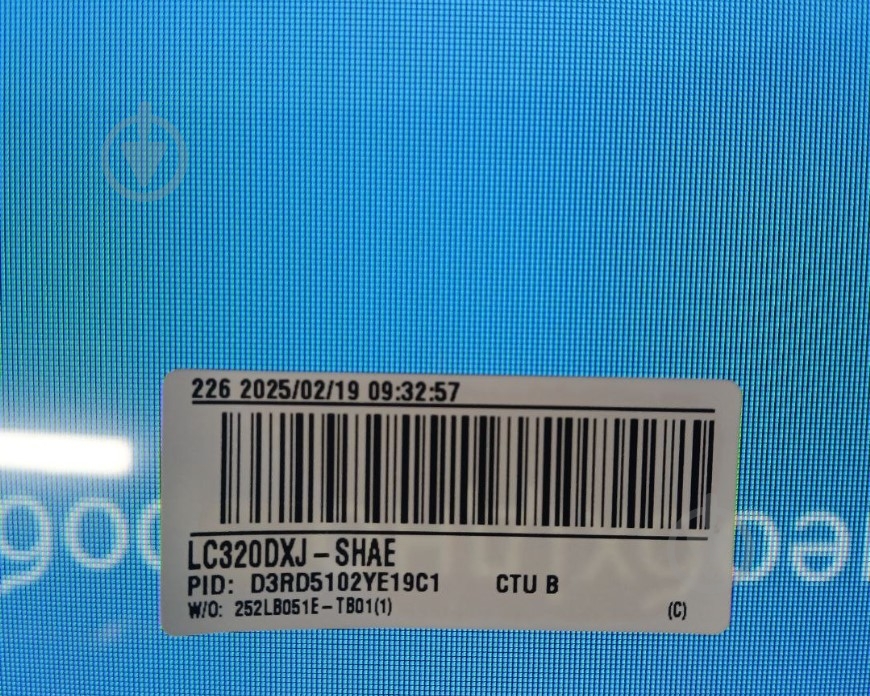 226 2025/02/19 09:32:57
LC320DXJ-SHAE
PID: D3RD5102YE19C1 CTU B
W/O: 252LB051E-TB01(1) (C)